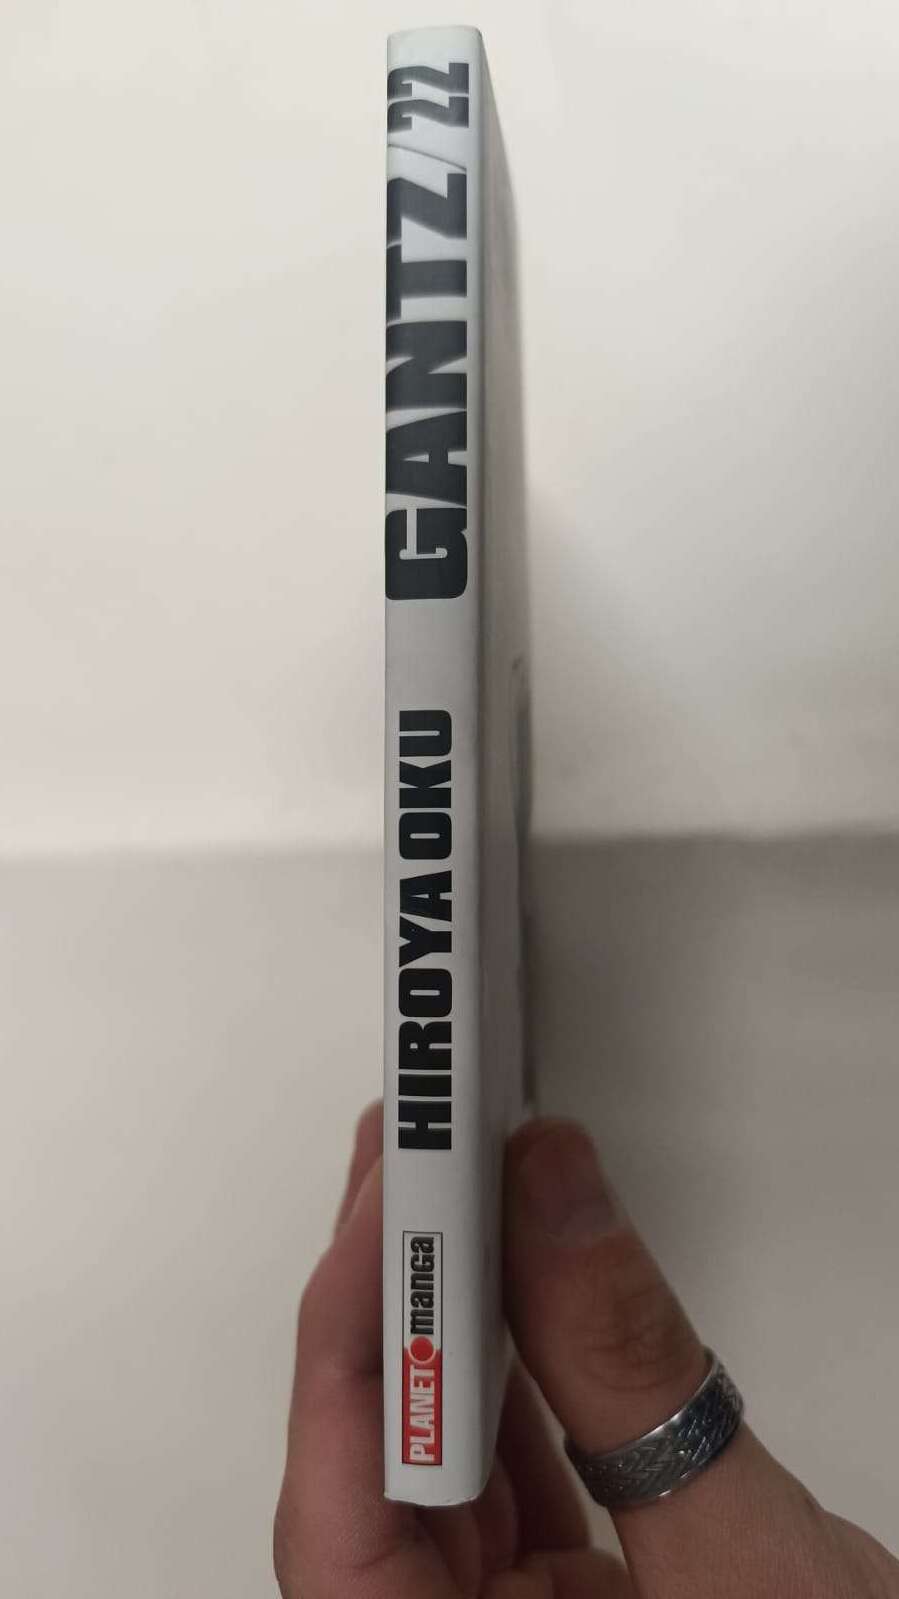 GANTZ/22
HIROYA OKU
PLANET manga